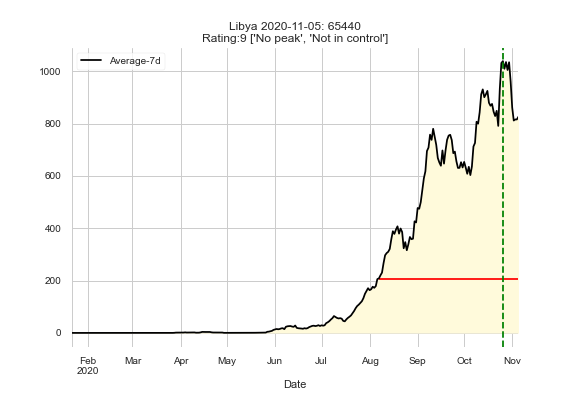 Libya 2020-11-05: 65440
Rating:9 ['No peak', 'Not in control']
Average-7d
1000
800
600
400
200
0
Feb Mar Apr May Jun Jul Aug Sep Oct Nov
2020
Date